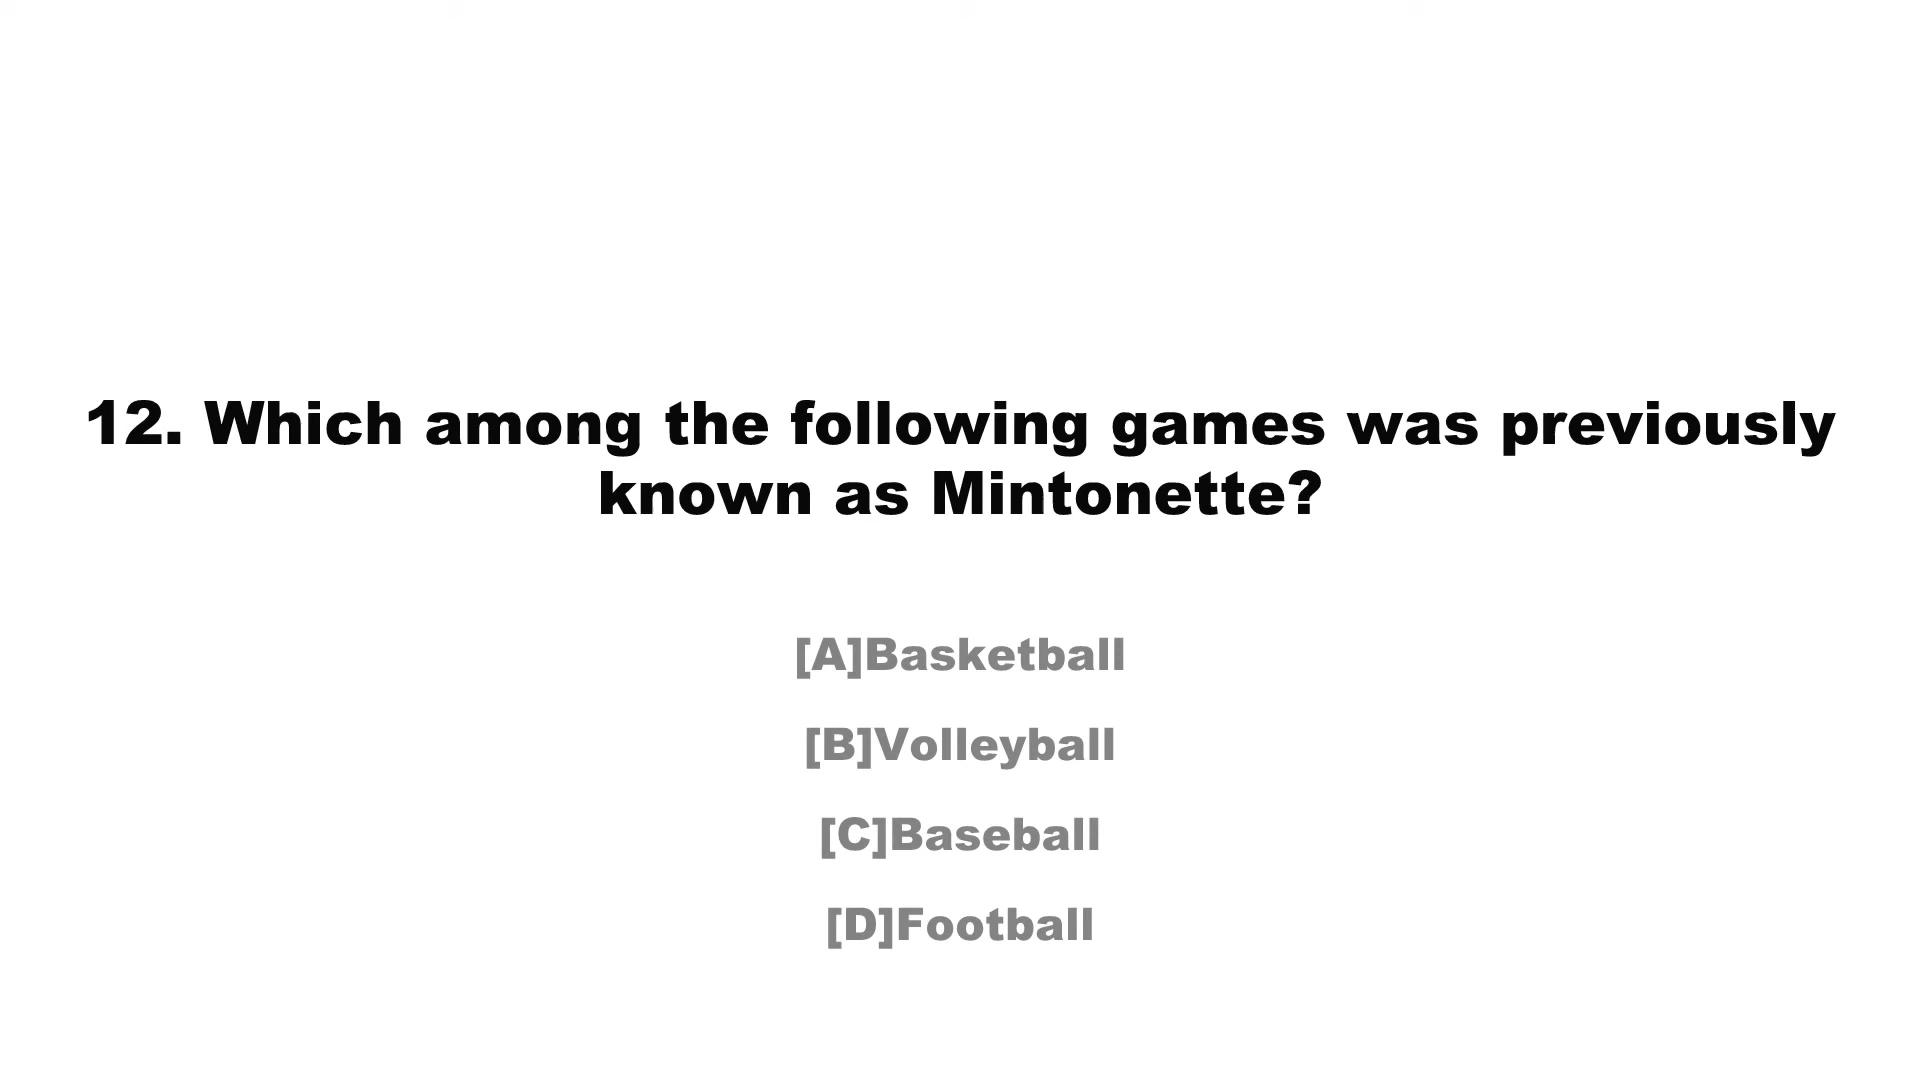 12. Which among the following games was previously
known as Mintonette?
[A]Basketball
[B]Volleyball
[C]Baseball
[D]Football